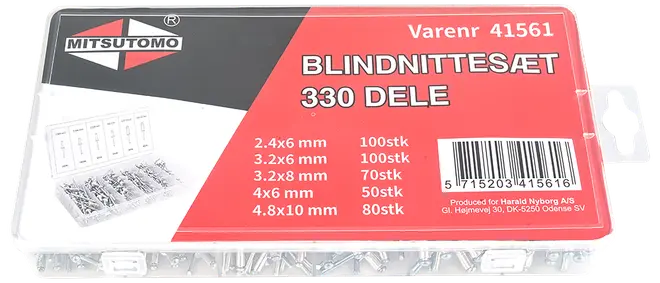 MITSUTOMO
®
Varenr 41561
BLINDNITTESÆT
330 DELE
2.4x6 mm 100stk
3.2x6 mm 100stk
3.2x8 mm 70stk
4x6 mm 50stk
4.8x10 mm 80stk
5 715203 415616
Produced for Harald Nyborg A/S
Gl. Højmevej 30, DK-5250 Odense SV